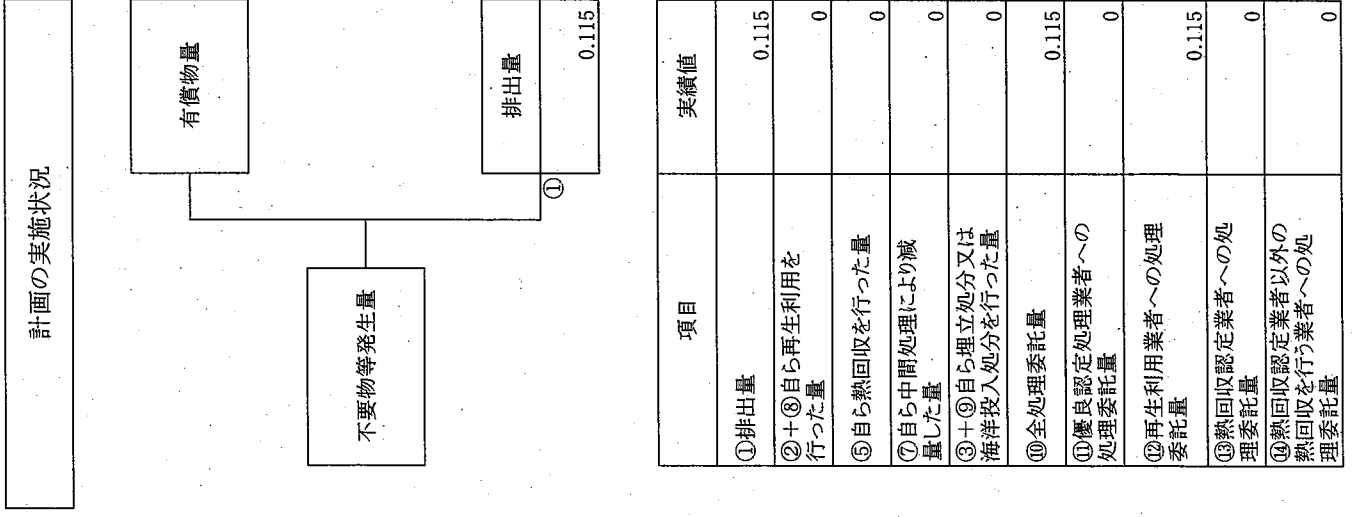 計画の実施状況
有償物量
不要物等発生量
排出量
①
0.115
項目
実績値
①排出量
0.115
②+⑧自ら再生利用を
行った量
0
⑤自ら熱回収を行った量
0
⑦自ら中間処理により減
量した量
0
③+⑨自ら埋立処分又は
海洋投入処分を行った量
0
⑩全処理委託量
0.115
⑪優良認定処理業者への
処理委託量
0
⑫再生利用業者への処理
委託量
0.115
⑬熱回収認定業者への処
理委託量
0
⑭熱回収認定業者以外の
熱回収を行う業者への処
理委託量
0